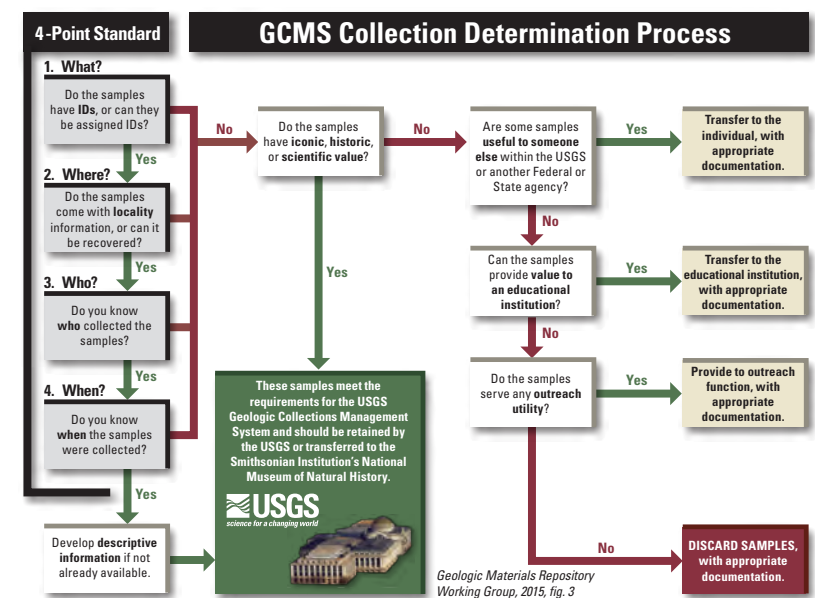 4-Point Standard
GCMS Collection Determination Process
1. What?
Do the samples
have IDs, or can they
be assigned IDs?
Yes
2. Where?
Do the samples
come with locality
information, or can it
be recovered?
Yes
3. Who?
Do you know
who collected the
samples?
Yes
4. When?
Do you know
when the samples
were collected?
Yes
Develop descriptive
information if not
already available.
No
Do the samples
have iconic, historic,
or scientific value?
Yes
These samples meet the
requirements for the USGS
Geologic Collections Management
System and should be retained by
the USGS or transferred to the
Smithsonian Institution's National
Museum of Natural History.
USGS
science for a changing world
No
Are some samples
useful to someone
else within the USGS
or another Federal or
State agency?
Yes
Transfer to the
individual, with
appropriate
documentation.
No
Can the samples
provide value to
an educational
institution?
Yes
Transfer to the
educational institution,
with appropriate
documentation.
No
Do the samples
serve any outreach
utility?
Yes
Provide to outreach
function, with
appropriate
documentation.
No
DISCARD SAMPLES,
with appropriate
documentation.
Geologic Materials Repository
Working Group, 2015, fig. 3